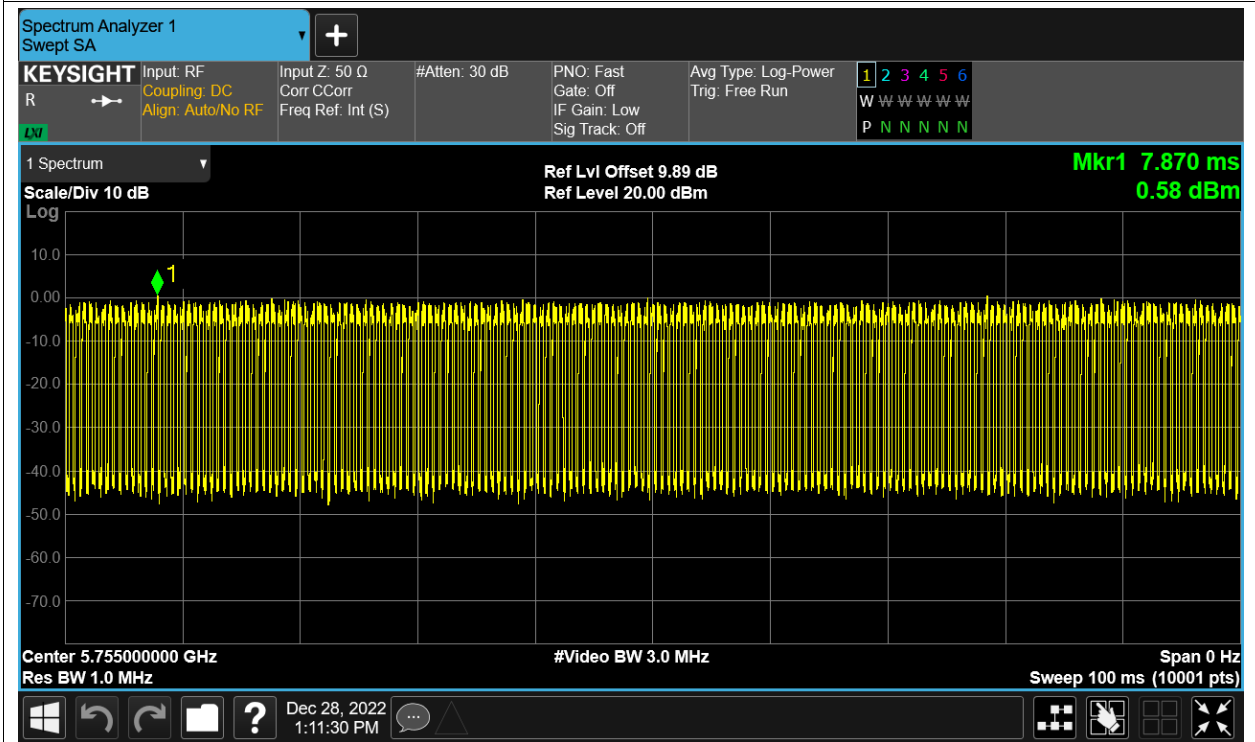 Spectrum Analyzer 1
Swept SA
+
KEYSIGHT
R
LXI
Input: RF
Coupling: DC
Align: Auto/No RF
Input Z: 50 Ω
Corr CCorr
Freq Ref: Int (S)
#Atten: 30 dB
PNO: Fast
Gate: Off
IF Gain: Low
Sig Track: Off
Avg Type: Log-Power
Trig: Free Run
1 2 3 4 5 6
W W W W W W
P N N N N N
1 Spectrum
Scale/Div 10 dB
Ref Lvl Offset 9.89 dB
Ref Level 20.00 dBm
Mkr1 7.870 ms
0.58 dBm
Log
10.0
1
0.00
-10.0
-20.0
-30.0
-40.0
-50.0
-60.0
-70.0
Center 5.755000000 GHz
#Video BW 3.0 MHz
Span 0 Hz
Res BW 1.0 MHz
Sweep 100 ms (10001 pts)
?
Dec 28, 2022
1:11:30 PM